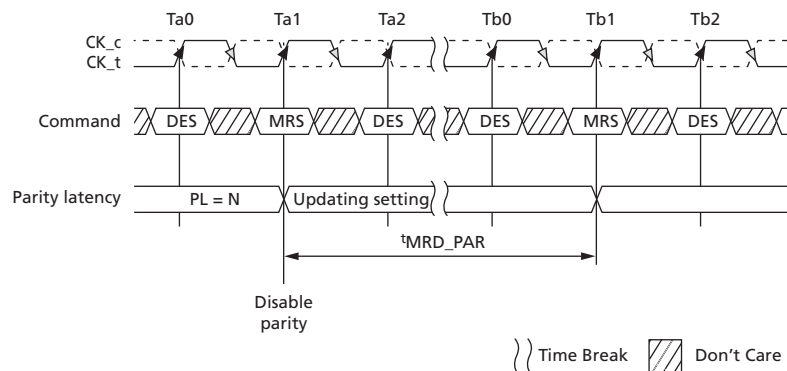 Ta0 Ta1 Ta2 Tb0 Tb1 Tb2
CK_c
CK_t
Command DES MRS DES DES MRS DES
Parity latency PL = N Updating setting
tMRD_PAR
Disable
parity
Time Break Don't Care